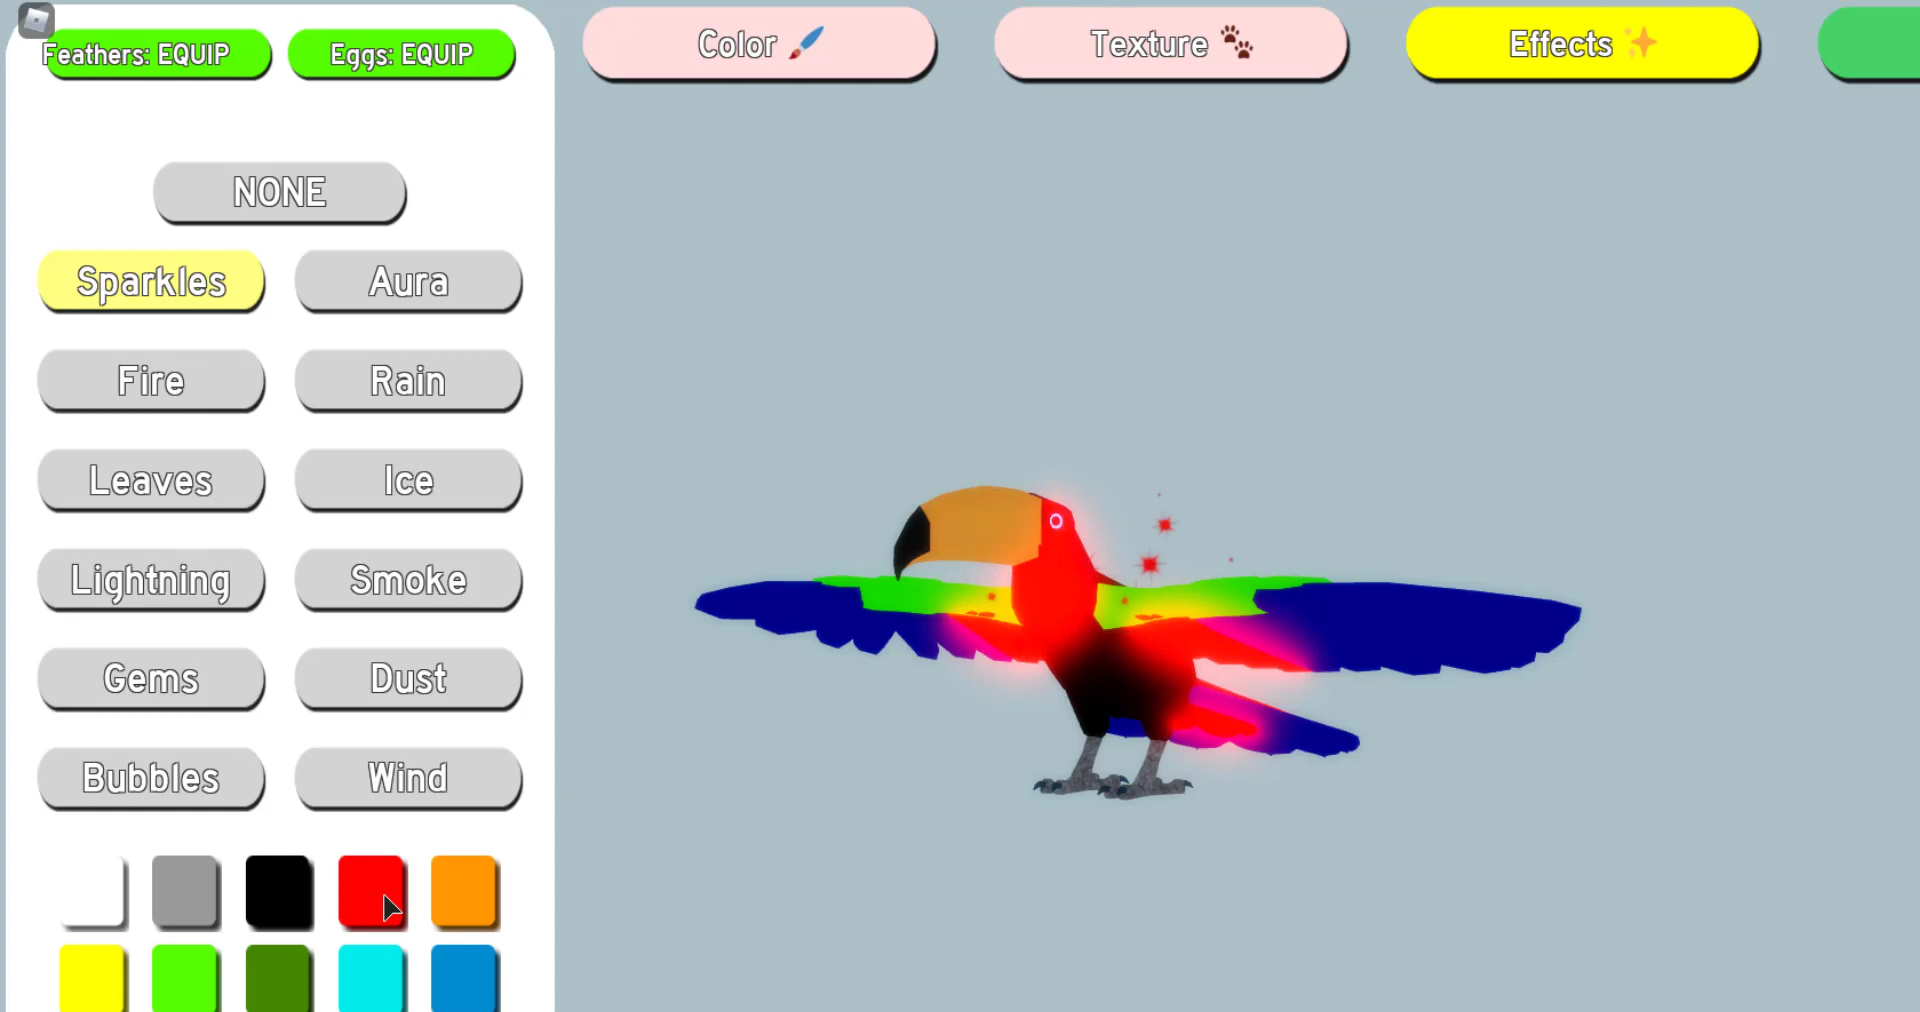 Feathers: EQUIP
Eggs: EQUIP
Color
Texture
Effects
NONE
Sparkles
Aura
Fire
Rain
Leaves
Ice
Lightning
Smoke
Gems
Dust
Bubbles
Wind